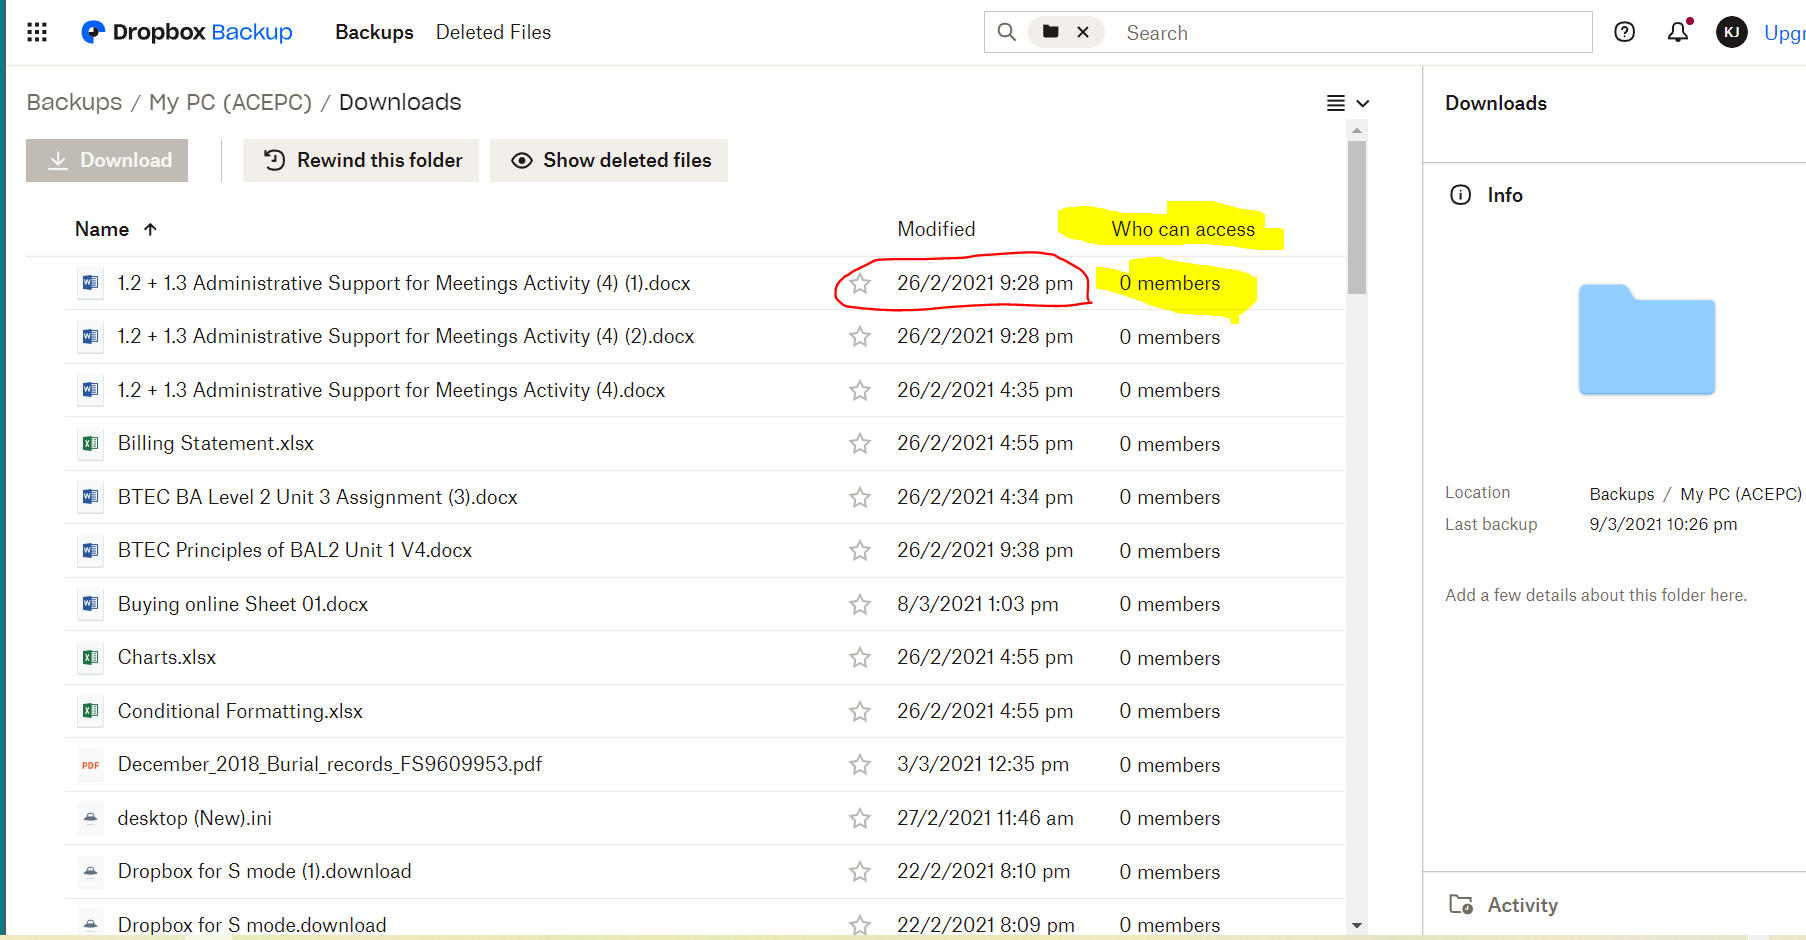 Dropbox Backup Backups Deleted Files Search KJ Upgr
Backups / My PC (ACEPC) / Downloads
Download Rewind this folder Show deleted files
Name Modified Who can access
1.2 + 1.3 Administrative Support for Meetings Activity (4) (1).docx 26/2/2021 9:28 pm 0 members
1.2 + 1.3 Administrative Support for Meetings Activity (4) (2).docx 26/2/2021 9:28 pm 0 members
1.2 + 1.3 Administrative Support for Meetings Activity (4).docx 26/2/2021 4:35 pm 0 members
Billing Statement.xlsx 26/2/2021 4:55 pm 0 members
BTEC BA Level 2 Unit 3 Assignment (3).docx 26/2/2021 4:34 pm 0 members
BTEC Principles of BAL2 Unit 1 V4.docx 26/2/2021 9:38 pm 0 members
Buying online Sheet 01.docx 8/3/2021 1:03 pm 0 members
Charts.xlsx 26/2/2021 4:55 pm 0 members
Conditional Formatting.xlsx 26/2/2021 4:55 pm 0 members
PDF December_2018_Burial_records_FS9609953.pdf 3/3/2021 12:35 pm 0 members
desktop (New).ini 27/2/2021 11:46 am 0 members
Dropbox for S mode (1).download 22/2/2021 8:10 pm 0 members
Dropbox for S mode.download 22/2/2021 8:09 pm 0 members
Downloads
Info
Location Backups / My PC (ACEPC)
Last backup 9/3/2021 10:26 pm
Add a few details about this folder here.
Activity